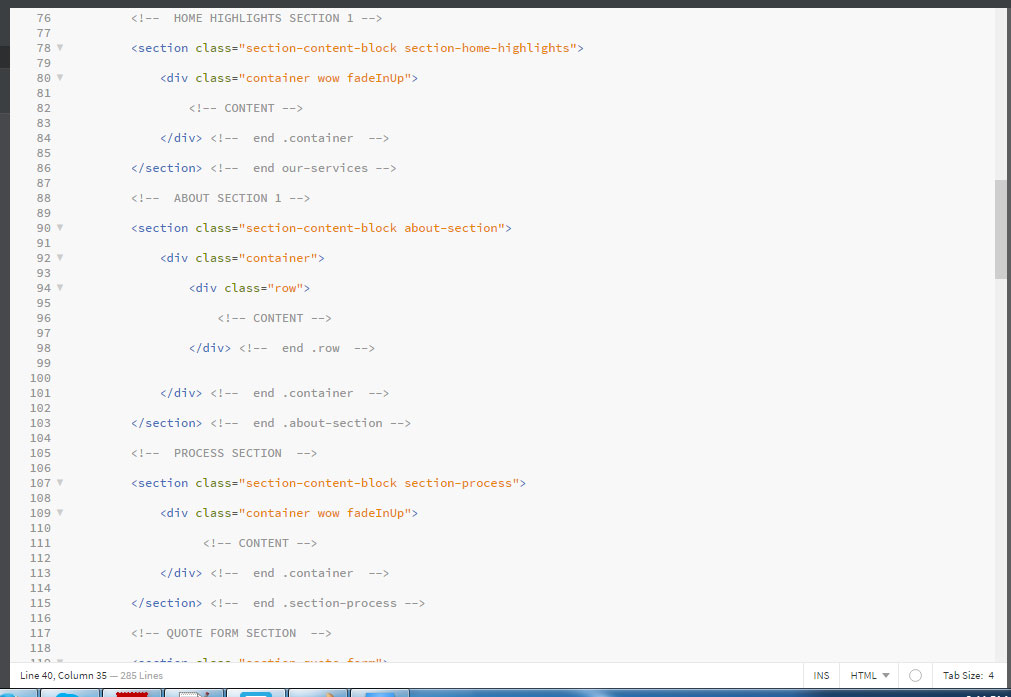 76 <!--  HOME HIGHLIGHTS SECTION 1 -->
77
78 <section class="section-content-block section-home-highlights">
79
80 <div class="container wow fadeInUp">
81
82 <!-- CONTENT -->
83
84 </div> <!--  end .container  -->
85
86 </section> <!--  end our-services -->
87
88 <!--  ABOUT SECTION 1 -->
89
90 <section class="section-content-block about-section">
91
92 <div class="container">
93
94 <div class="row">
95
96 <!-- CONTENT -->
97
98 </div> <!--  end .row  -->
99
100
101 </div> <!--  end .container  -->
102
103 </section> <!--  end .about-section -->
104
105 <!--  PROCESS SECTION  -->
106
107 <section class="section-content-block section-process">
108
109 <div class="container wow fadeInUp">
110
111 <!-- CONTENT -->
112
113 </div> <!--  end .container  -->
114
115 </section> <!--  end .section-process -->
116
117 <!-- QUOTE FORM SECTION  -->
118
119 <section class="section-quote-form">
Line 40, Column 35 — 285 Lines INS HTML Tab Size: 4